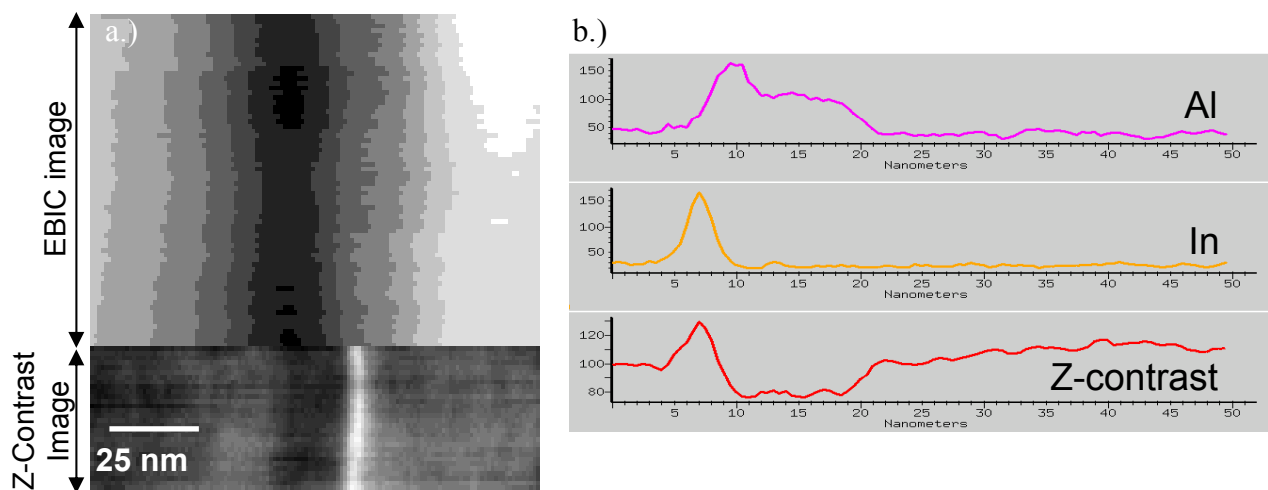 a.)
EBIC image
Z-Contrast
Image
25 nm
b.)
150
100
50
5 10 15 20 25 30 35 40 45 50
Nanometers
Al
150
100
50
5 10 15 20 25 30 35 40 45 50
Nanometers
In
120
100
80
5 10 15 20 25 30 35 40 45 50
Nanometers
Z-contrast